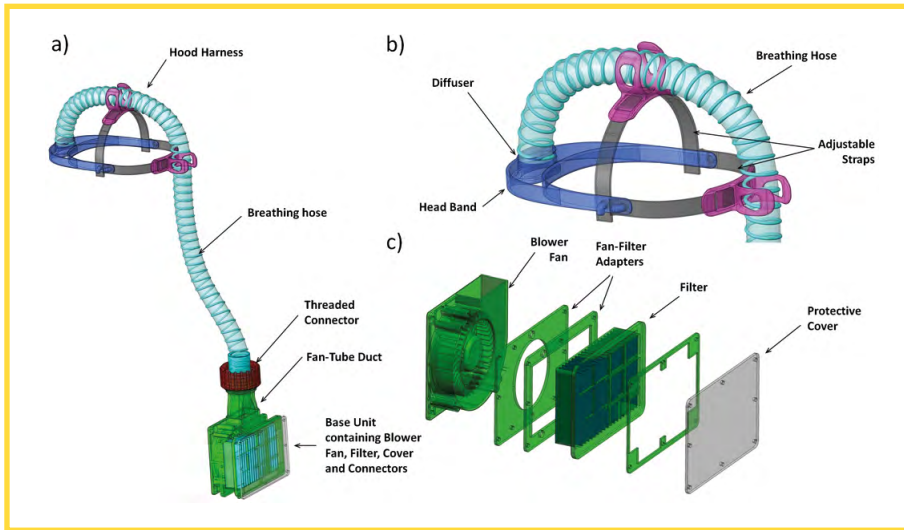 a)
Hood Harness
Breathing hose
Threaded
Connector
Fan-Tube Duct
Base Unit
containing Blower
Fan, Filter, Cover
and Connectors
b)
Breathing Hose
Diffuser
Adjustable
Straps
Head Band
c)
Blower
Fan
Fan-Filter
Adapters
Filter
Protective
Cover